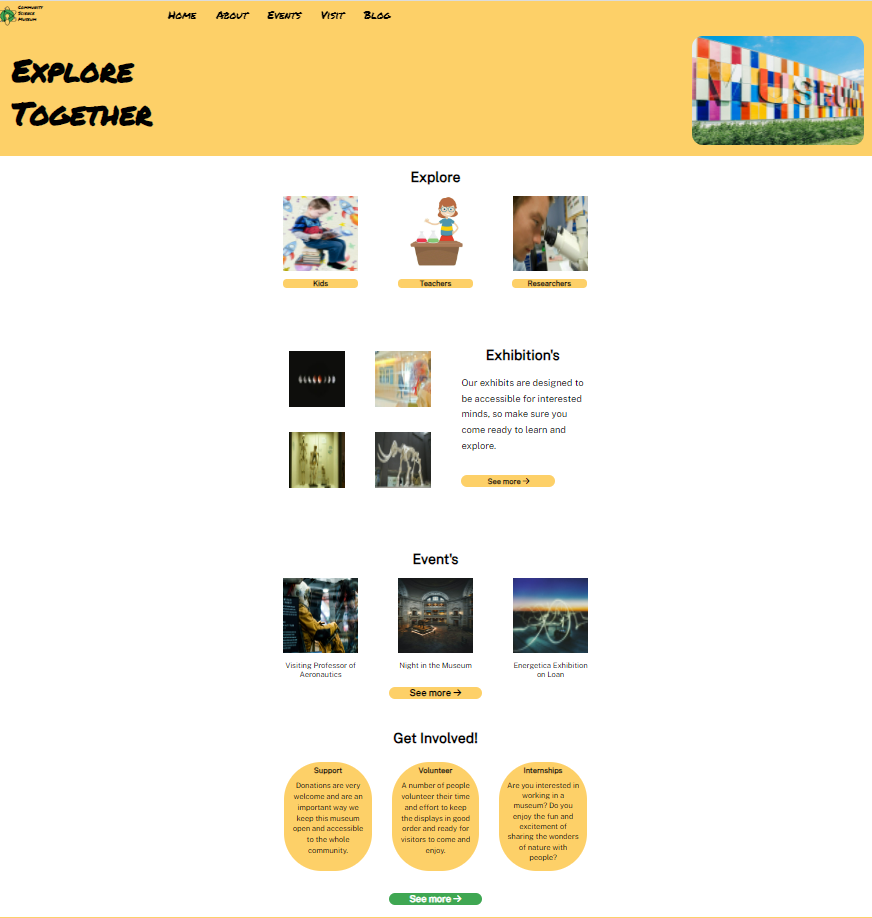 Community
Science
Museum
Home About Events Visit Blog
Explore
Together
MUSEUM
Explore
Kids Teachers Researchers
Exhibition's
Our exhibits are designed to
be accessible for interested
minds, so make sure you
come ready to learn and
explore.
See more →
Event's
Visiting Professor of
Aeronautics
Night in the Museum
Energetica Exhibition
on Loan
See more →
Get Involved!
Support
Donations are very
welcome and are an
important way we
keep this museum
open and accessible
to the whole
community.
Volunteer
A number of people
volunteer their time
and effort to keep
the displays in good
order and ready for
visitors to come and
enjoy.
Internships
Are you interested in
working in a
museum? Do you
enjoy the fun and
excitement of
sharing the wonders
of nature with
people?
See more →